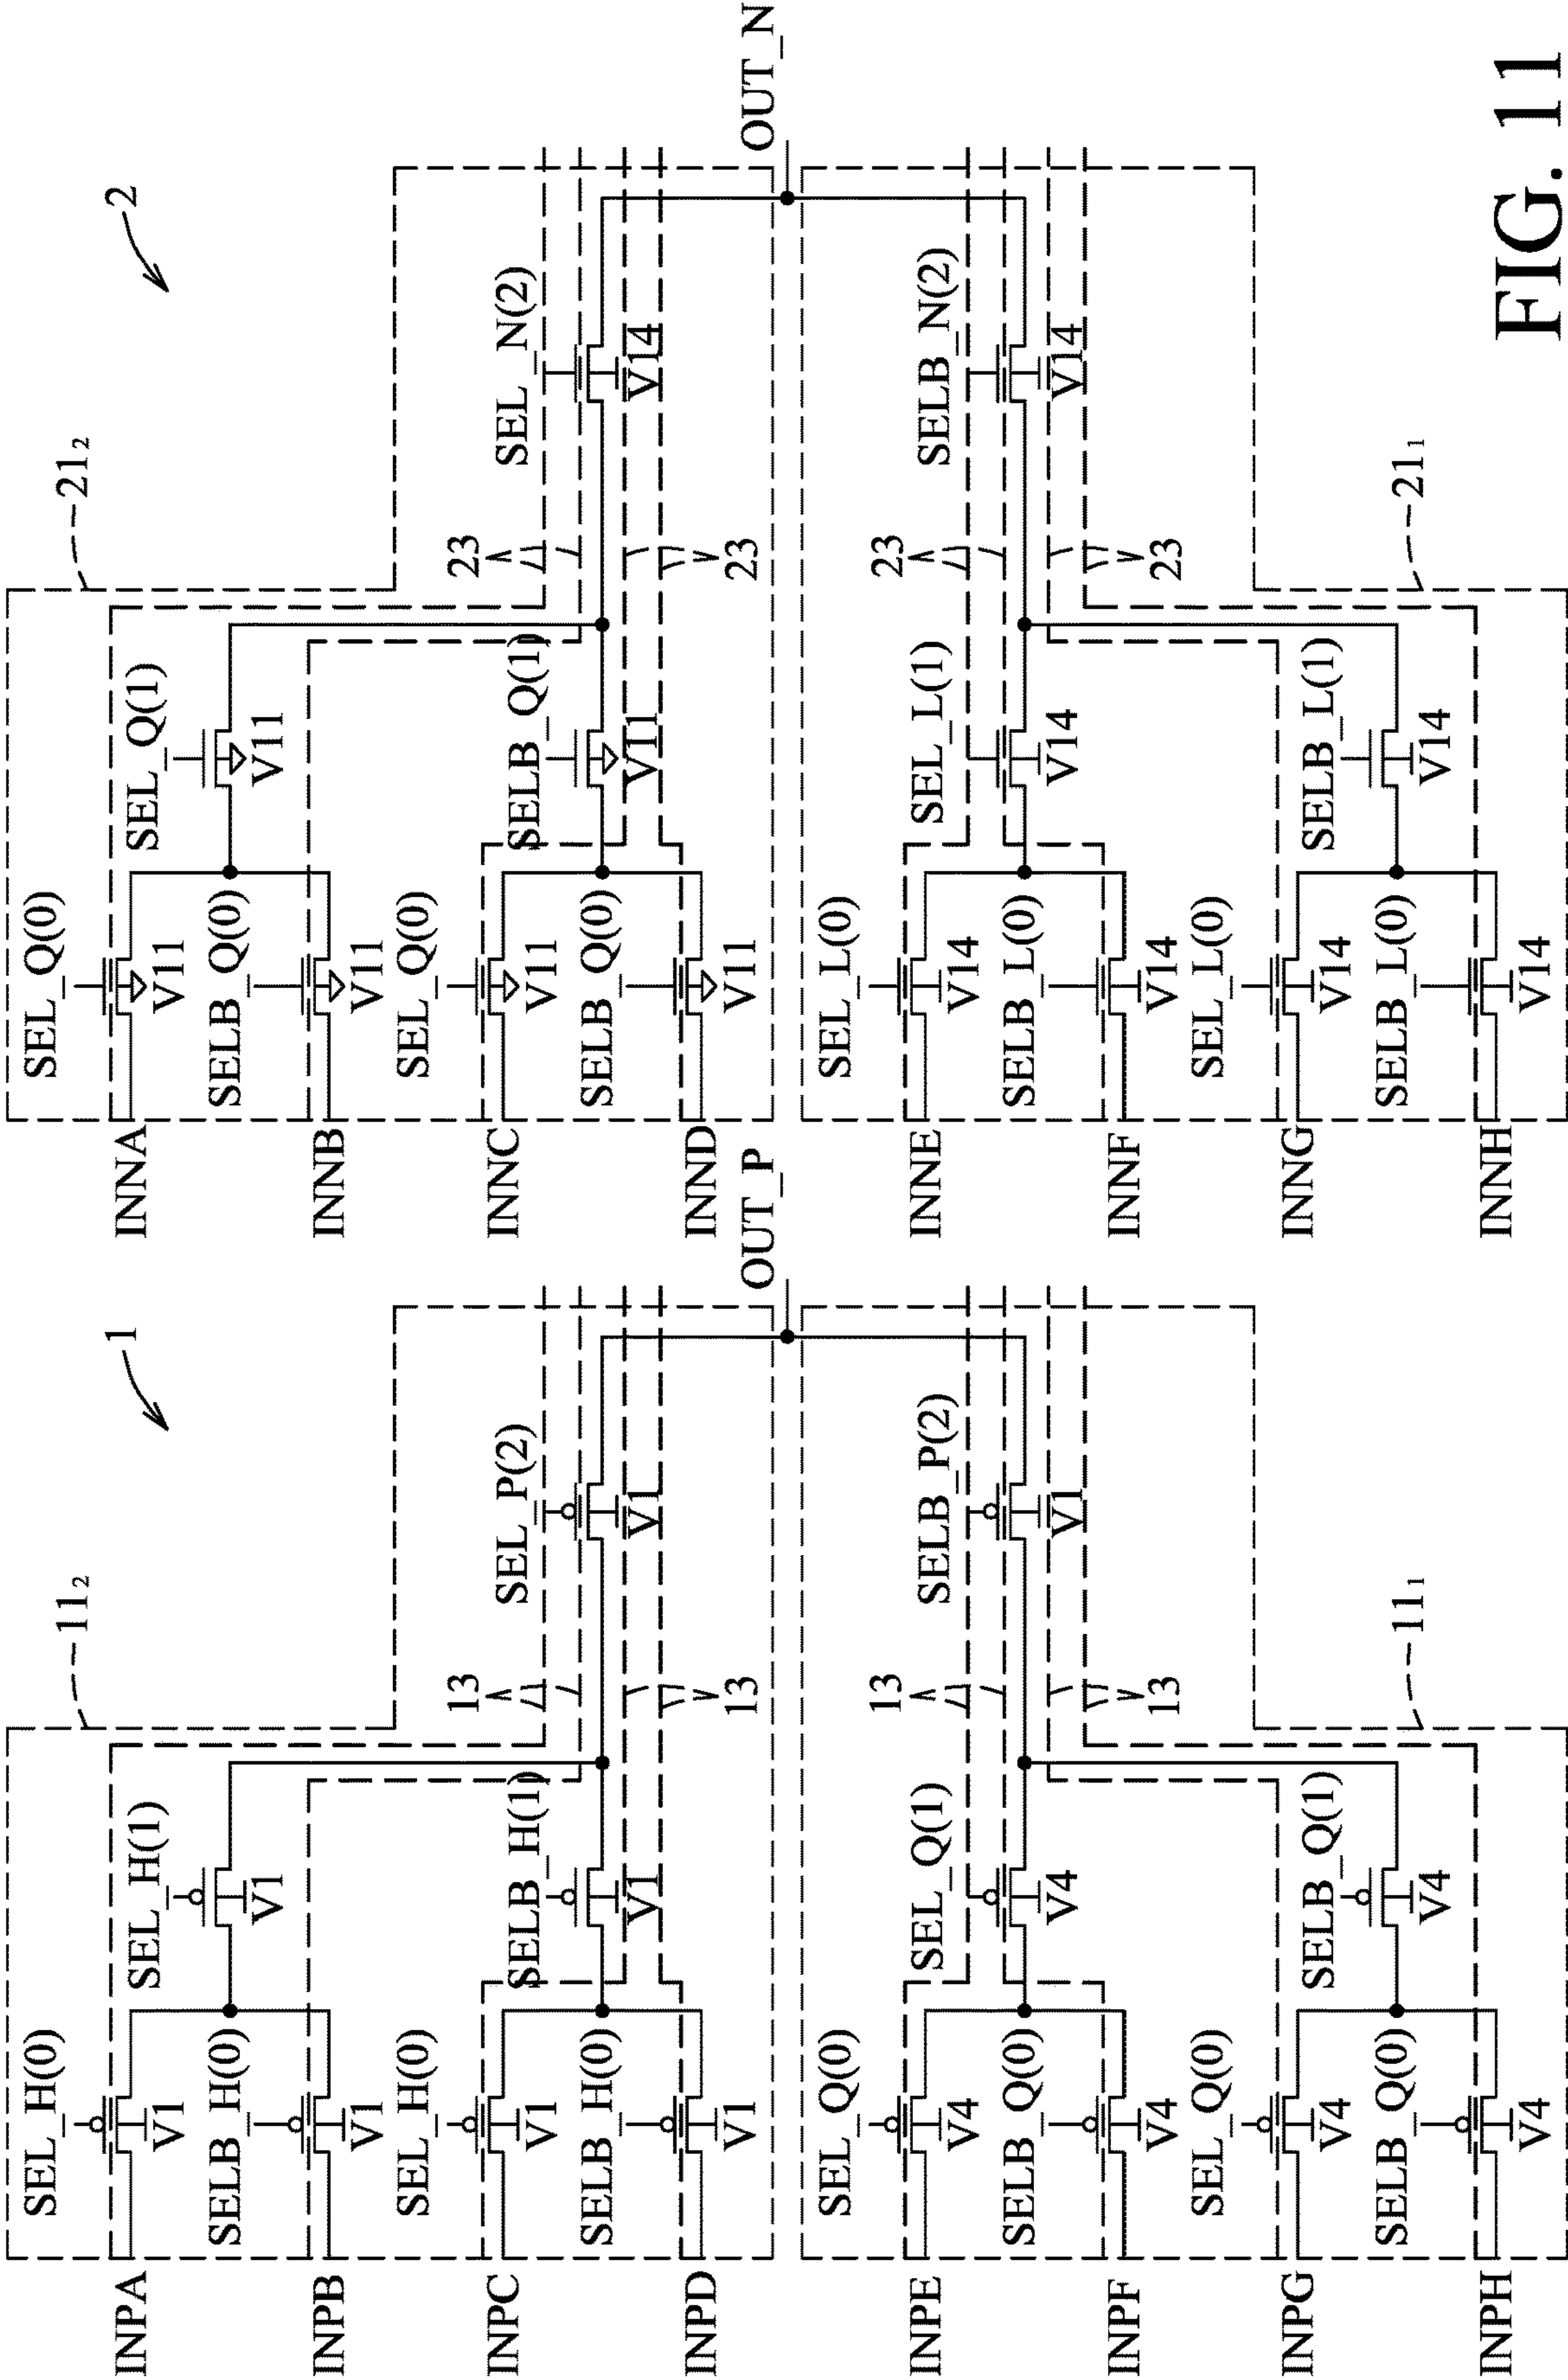 1
11₂
SEL_H(0)
SEL_H(1)
INPA
V1
V1
SELB_H(0)
INPB
V1
SEL_P(2)
13
SEL_H(0)
SELB_H(1)
INPC
V1
V1
V1
SELB_H(0)
13
INPD
V1
OUT_P
SEL_Q(0)
SEL_Q(1)
SELB_P(2)
13
INPE
V4
V4
V1
SELB_Q(0)
INPF
V4
13
SEL_Q(0)
SELB_Q(1)
INPG
V4
V4
SELB_Q(0)
11₁
INPH
V4
2
21₂
SEL_Q(0)
SEL_Q(1)
INNA
V11
V11
SELB_Q(0)
INNB
V11
SEL_N(2)
23
SEL_Q(0)
SELB_Q(1)
INNC
V11
V11
V14
SELB_Q(0)
23
INND
V11
OUT_N
SEL_L(0)
SEL_L(1)
SELB_N(2)
23
INNE
V14
V14
V14
SELB_L(0)
INNF
V14
23
SEL_L(0)
SELB_L(1)
INNG
V14
V14
SELB_L(0)
21₁
INNH
V14
FIG. 11